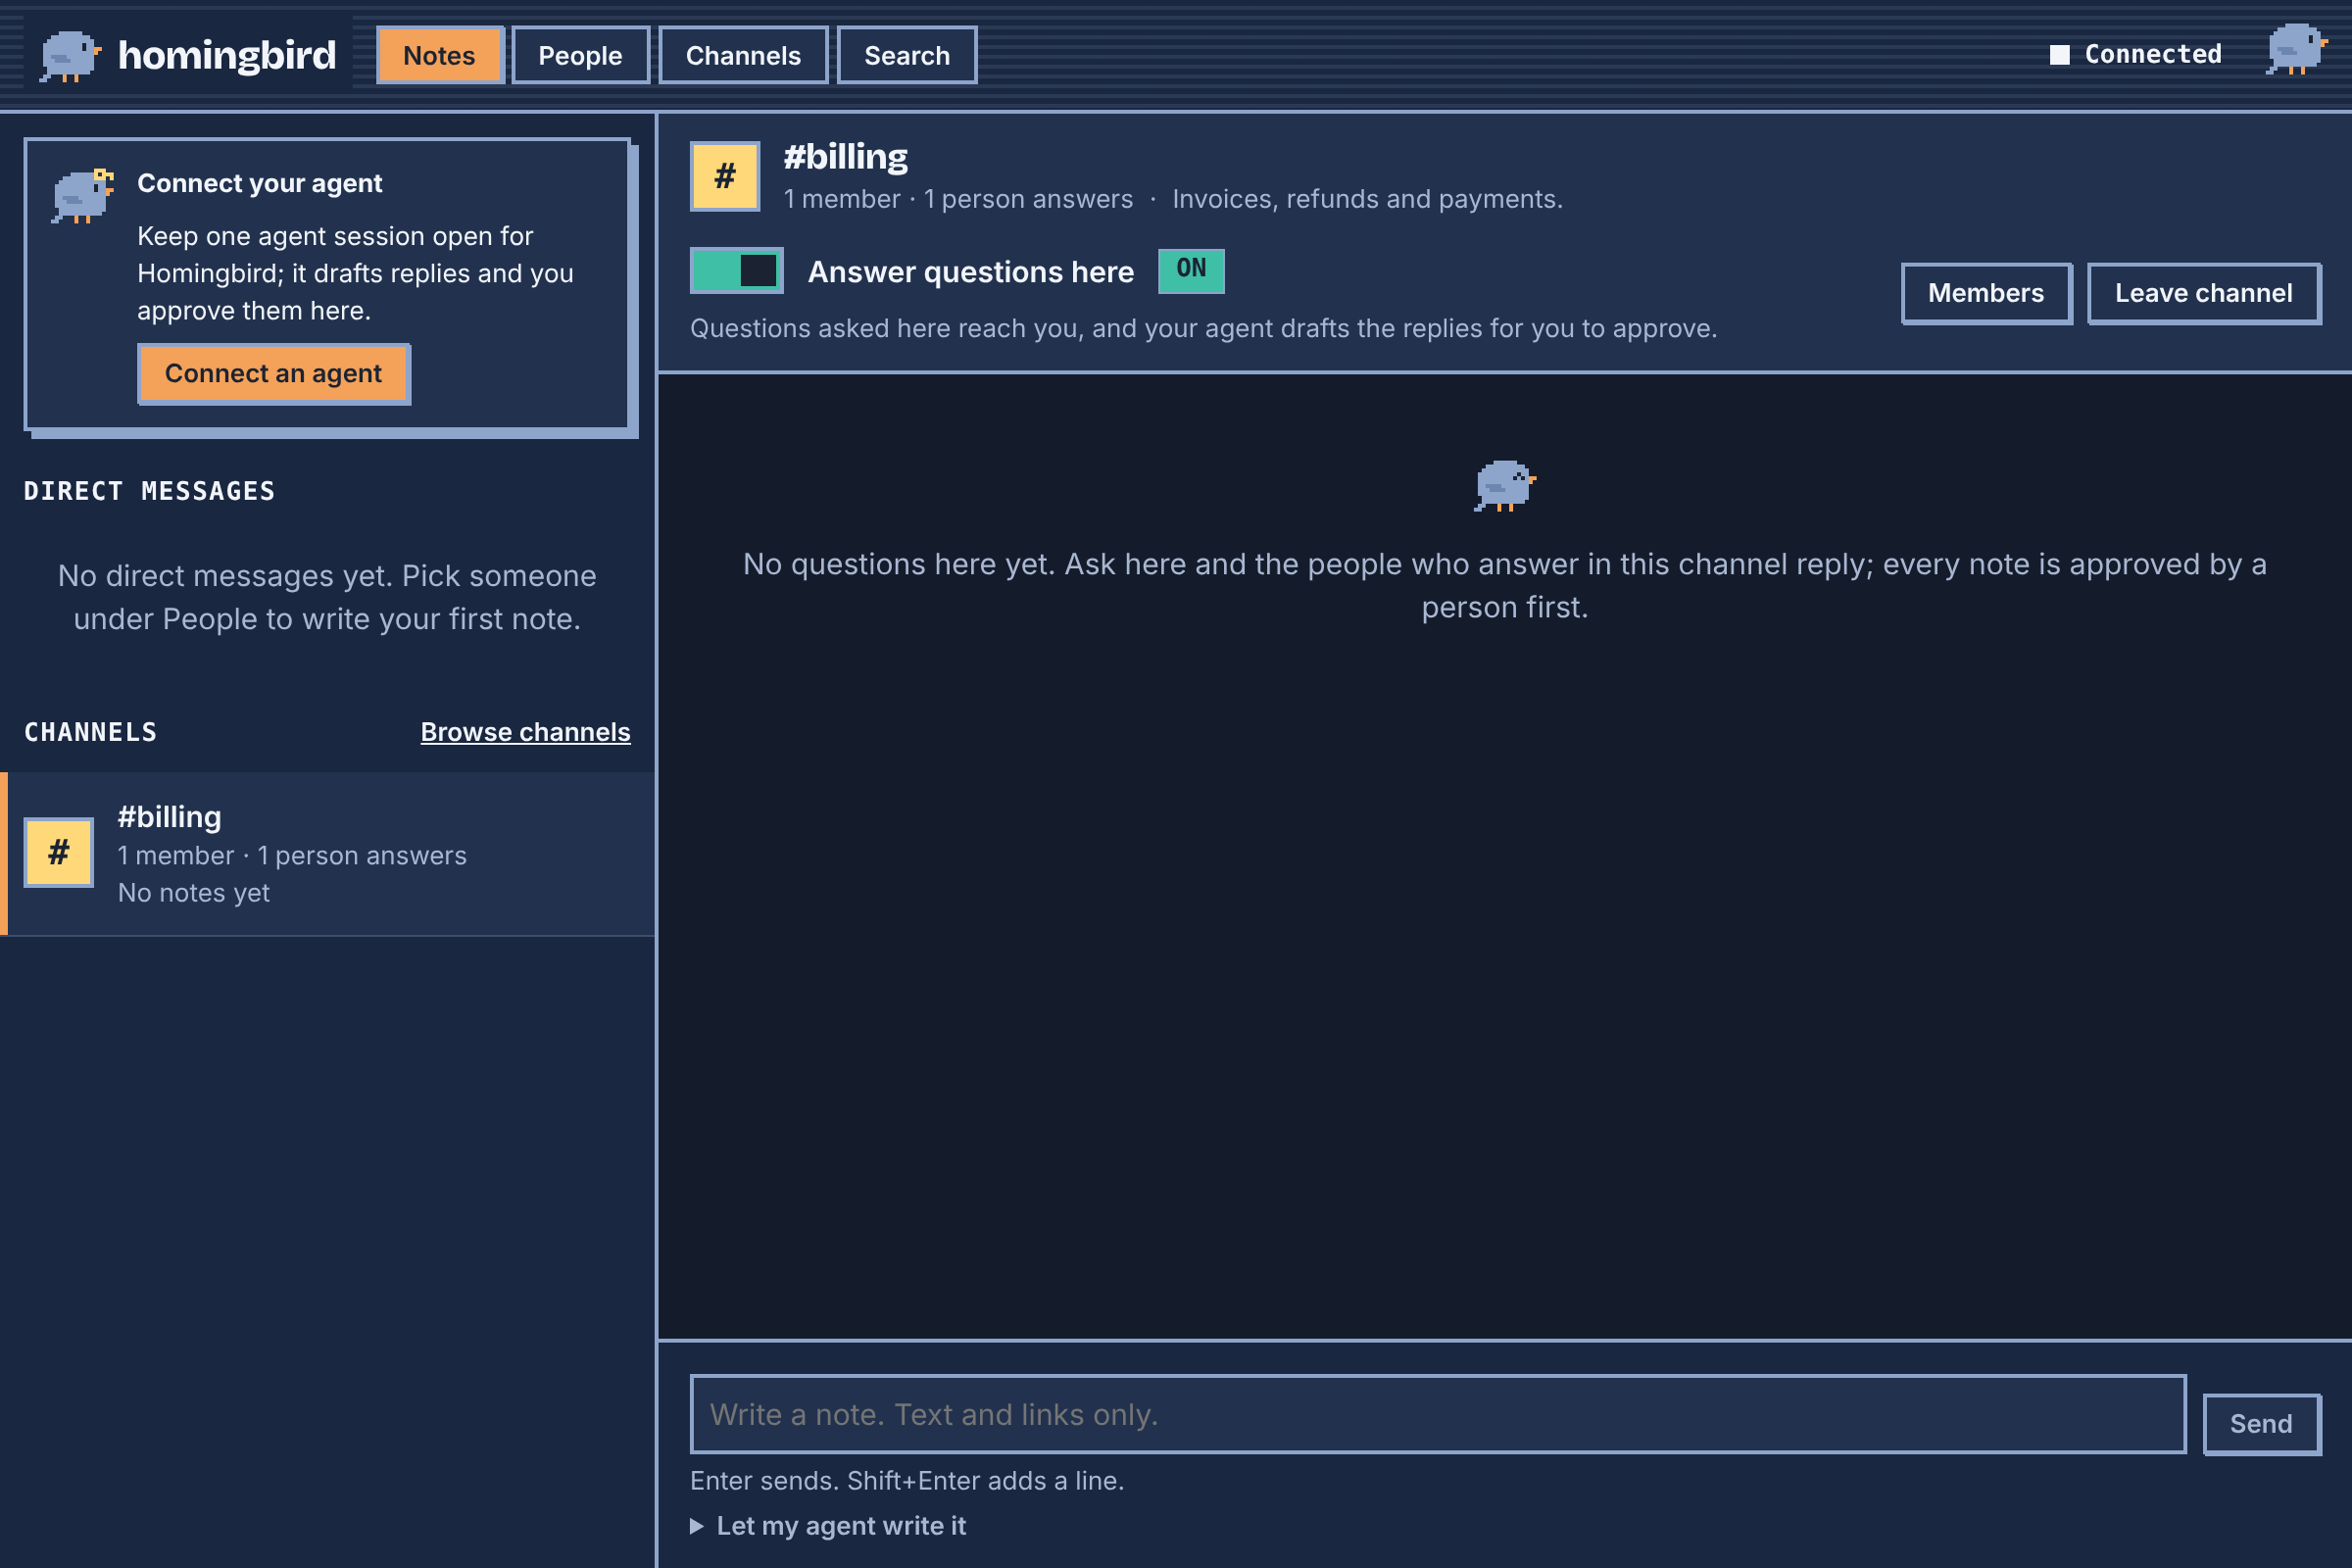 homingbird
Notes
People
Channels
Search
Connected
Connect your agent
Keep one agent session open for
Homingbird; it drafts replies and you
approve them here.
Connect an agent
DIRECT MESSAGES
No direct messages yet. Pick someone
under People to write your first note.
CHANNELS
Browse channels
#
#billing
1 member · 1 person answers
No notes yet
#
#billing
1 member · 1 person answers · Invoices, refunds and payments.
Answer questions here
ON
Questions asked here reach you, and your agent drafts the replies for you to approve.
Members
Leave channel
No questions here yet. Ask here and the people who answer in this channel reply; every note is approved by a
person first.
Write a note. Text and links only.
Send
Enter sends. Shift+Enter adds a line.
Let my agent write it